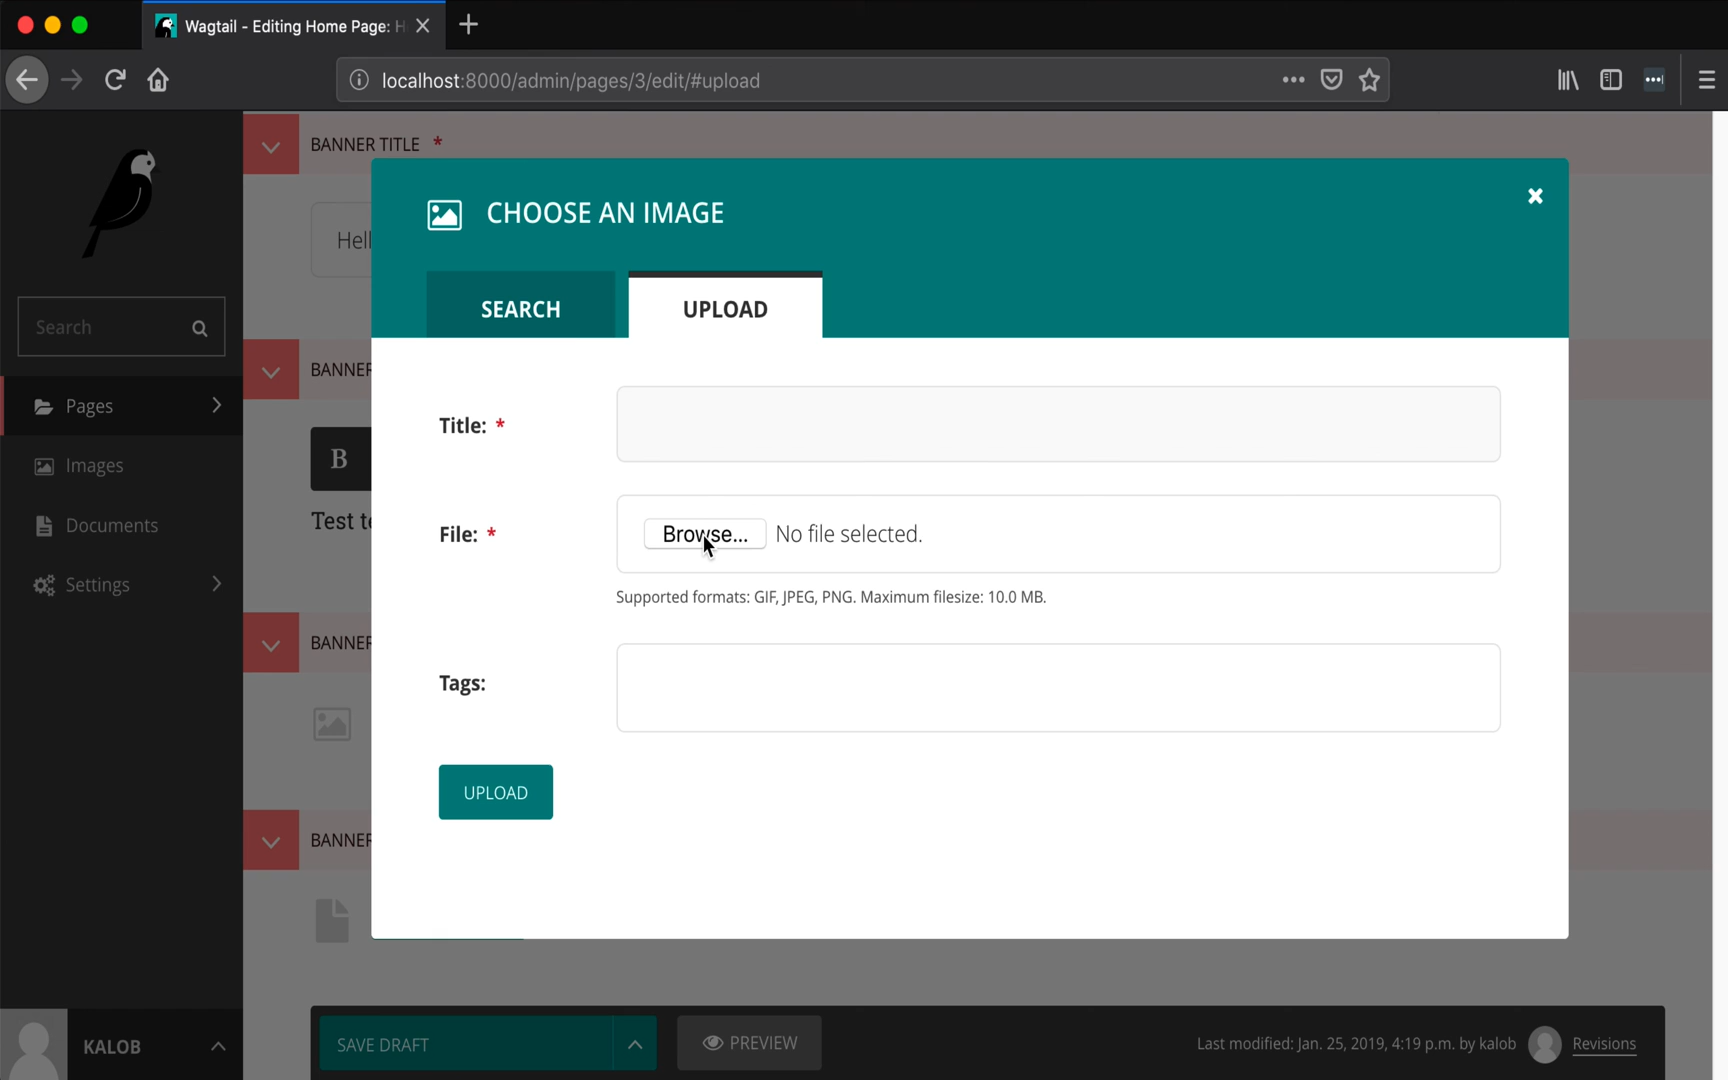 Wagtail - Editing Home Page: H
localhost:8000/admin/pages/3/edit/#upload
BANNER TITLE *
CHOOSE AN IMAGE
Hell
SEARCH
UPLOAD
Search
BANNER
Title: *
Pages
B
Images
Test te
File: *
Browse... No file selected.
Documents
Supported formats: GIF, JPEG, PNG. Maximum filesize: 10.0 MB.
Settings
BANNER
Tags:
UPLOAD
BANNER
SAVE DRAFT
PREVIEW
Last modified: Jan. 25, 2019, 4:19 p.m. by kalob
Revisions
KALOB